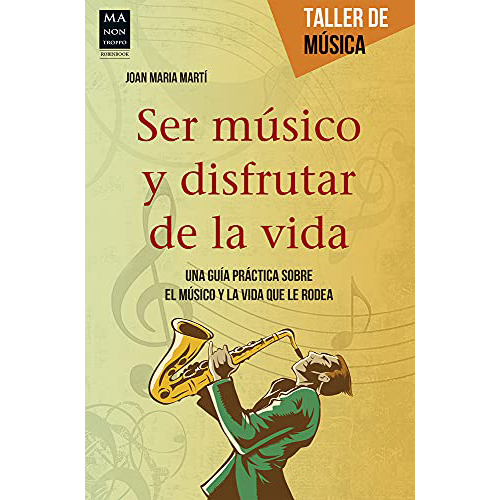 MA
NON
TROPPO
ROBINBOOK
TALLER DE
MÚSICA
JOAN MARIA MARTÍ
Ser músico
y disfrutar
de la vida
UNA GUÍA PRÁCTICA SOBRE
EL MÚSICO Y LA VIDA QUE LE RODEA